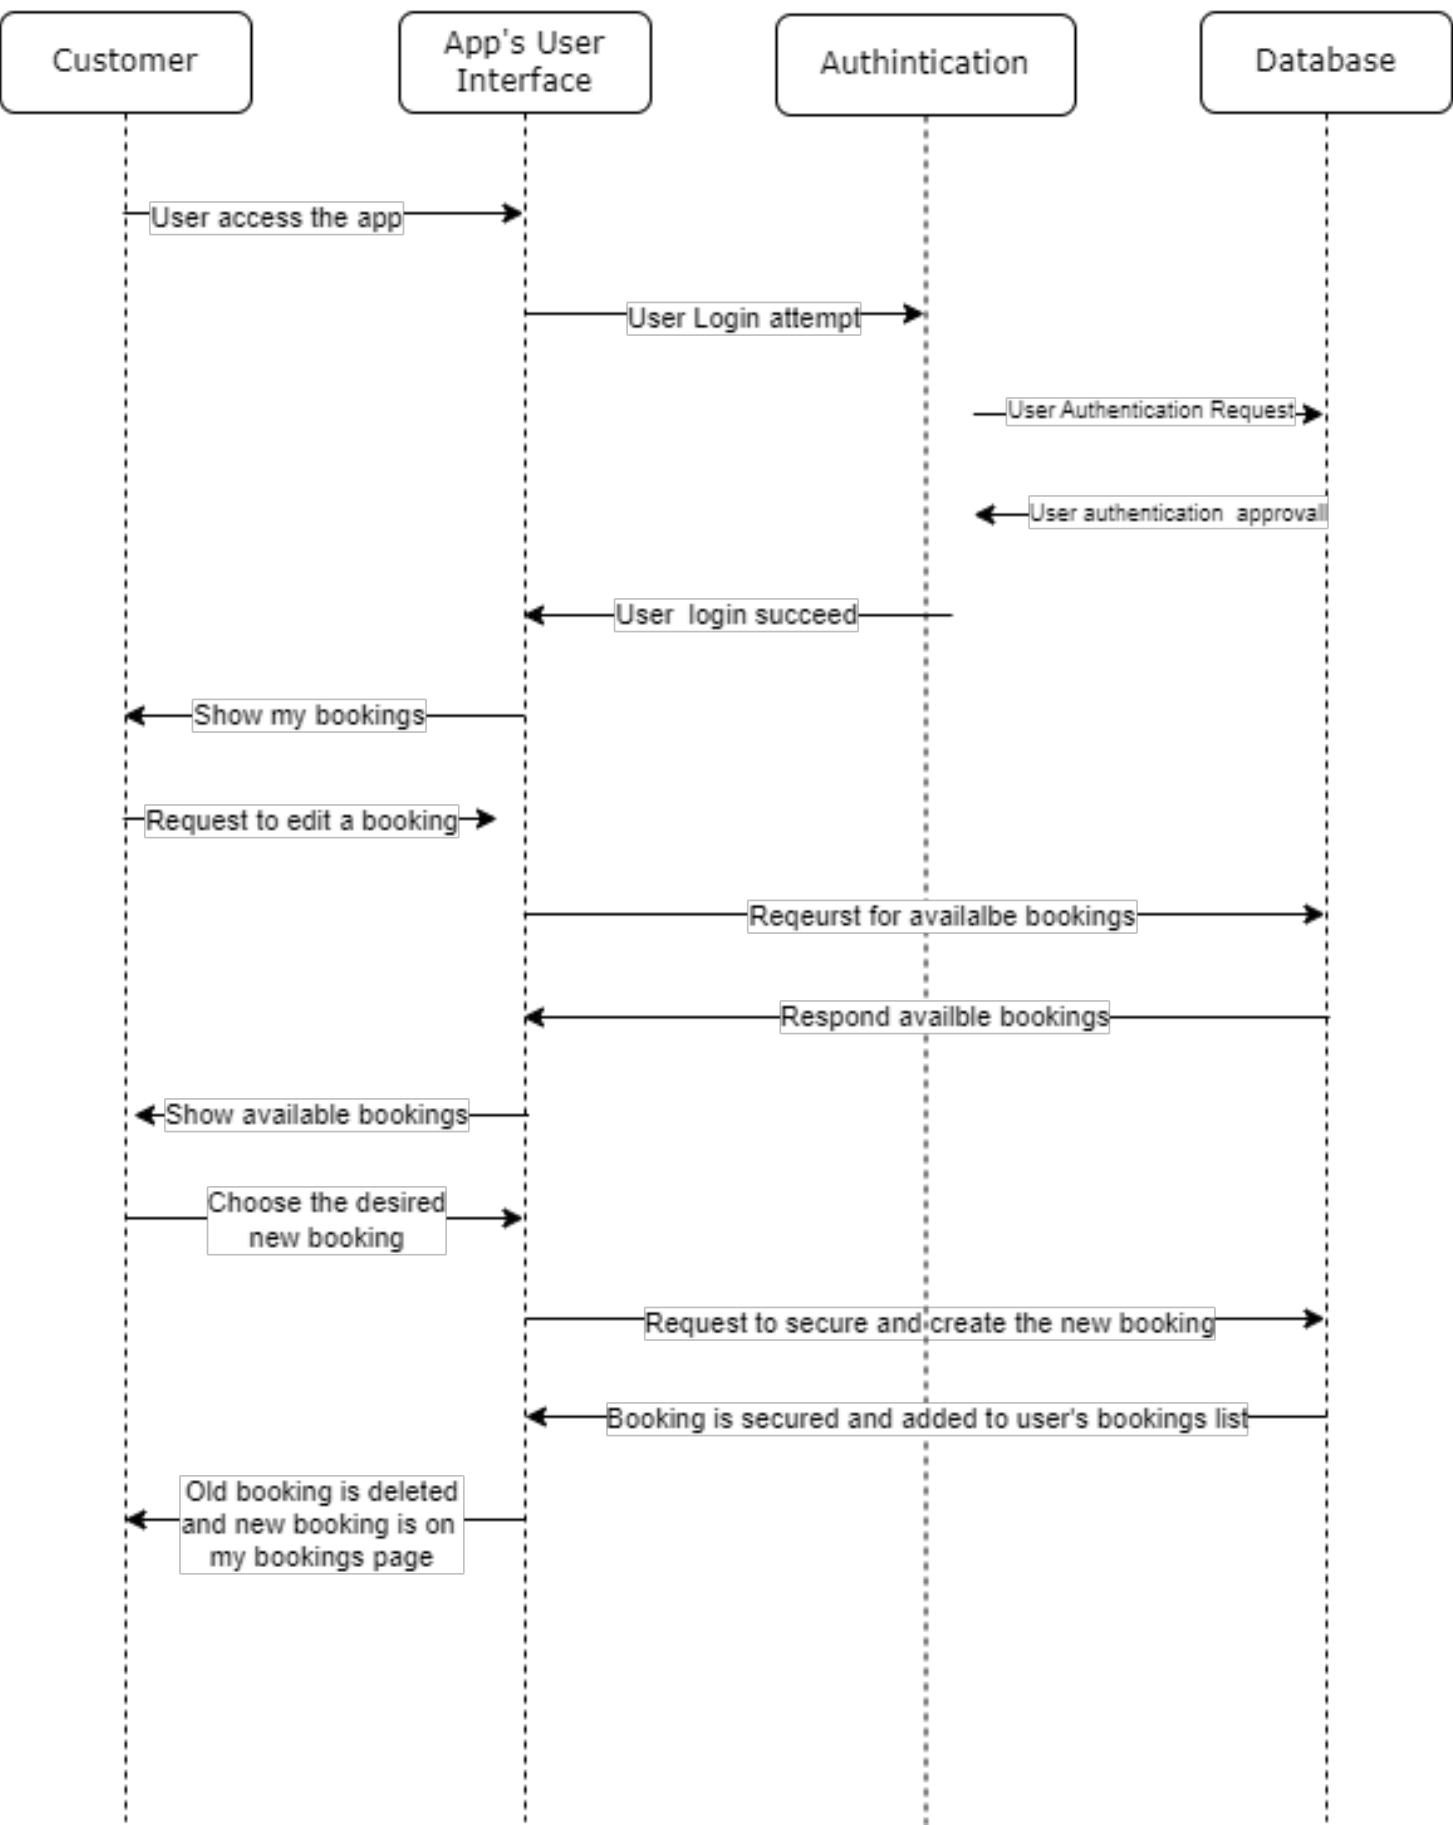 Customer
App's User
Interface
Authintication
Database
User access the app
User Login attempt
User Authentication Request
User authentication  approvall
User  login succeed
Show my bookings
Request to edit a booking
Reqeurst for availalbe bookings
Respond availble bookings
Show available bookings
Choose the desired
new booking
Request to secure and create the new booking
Booking is secured and added to user's bookings list
Old booking is deleted
and new booking is on
my bookings page